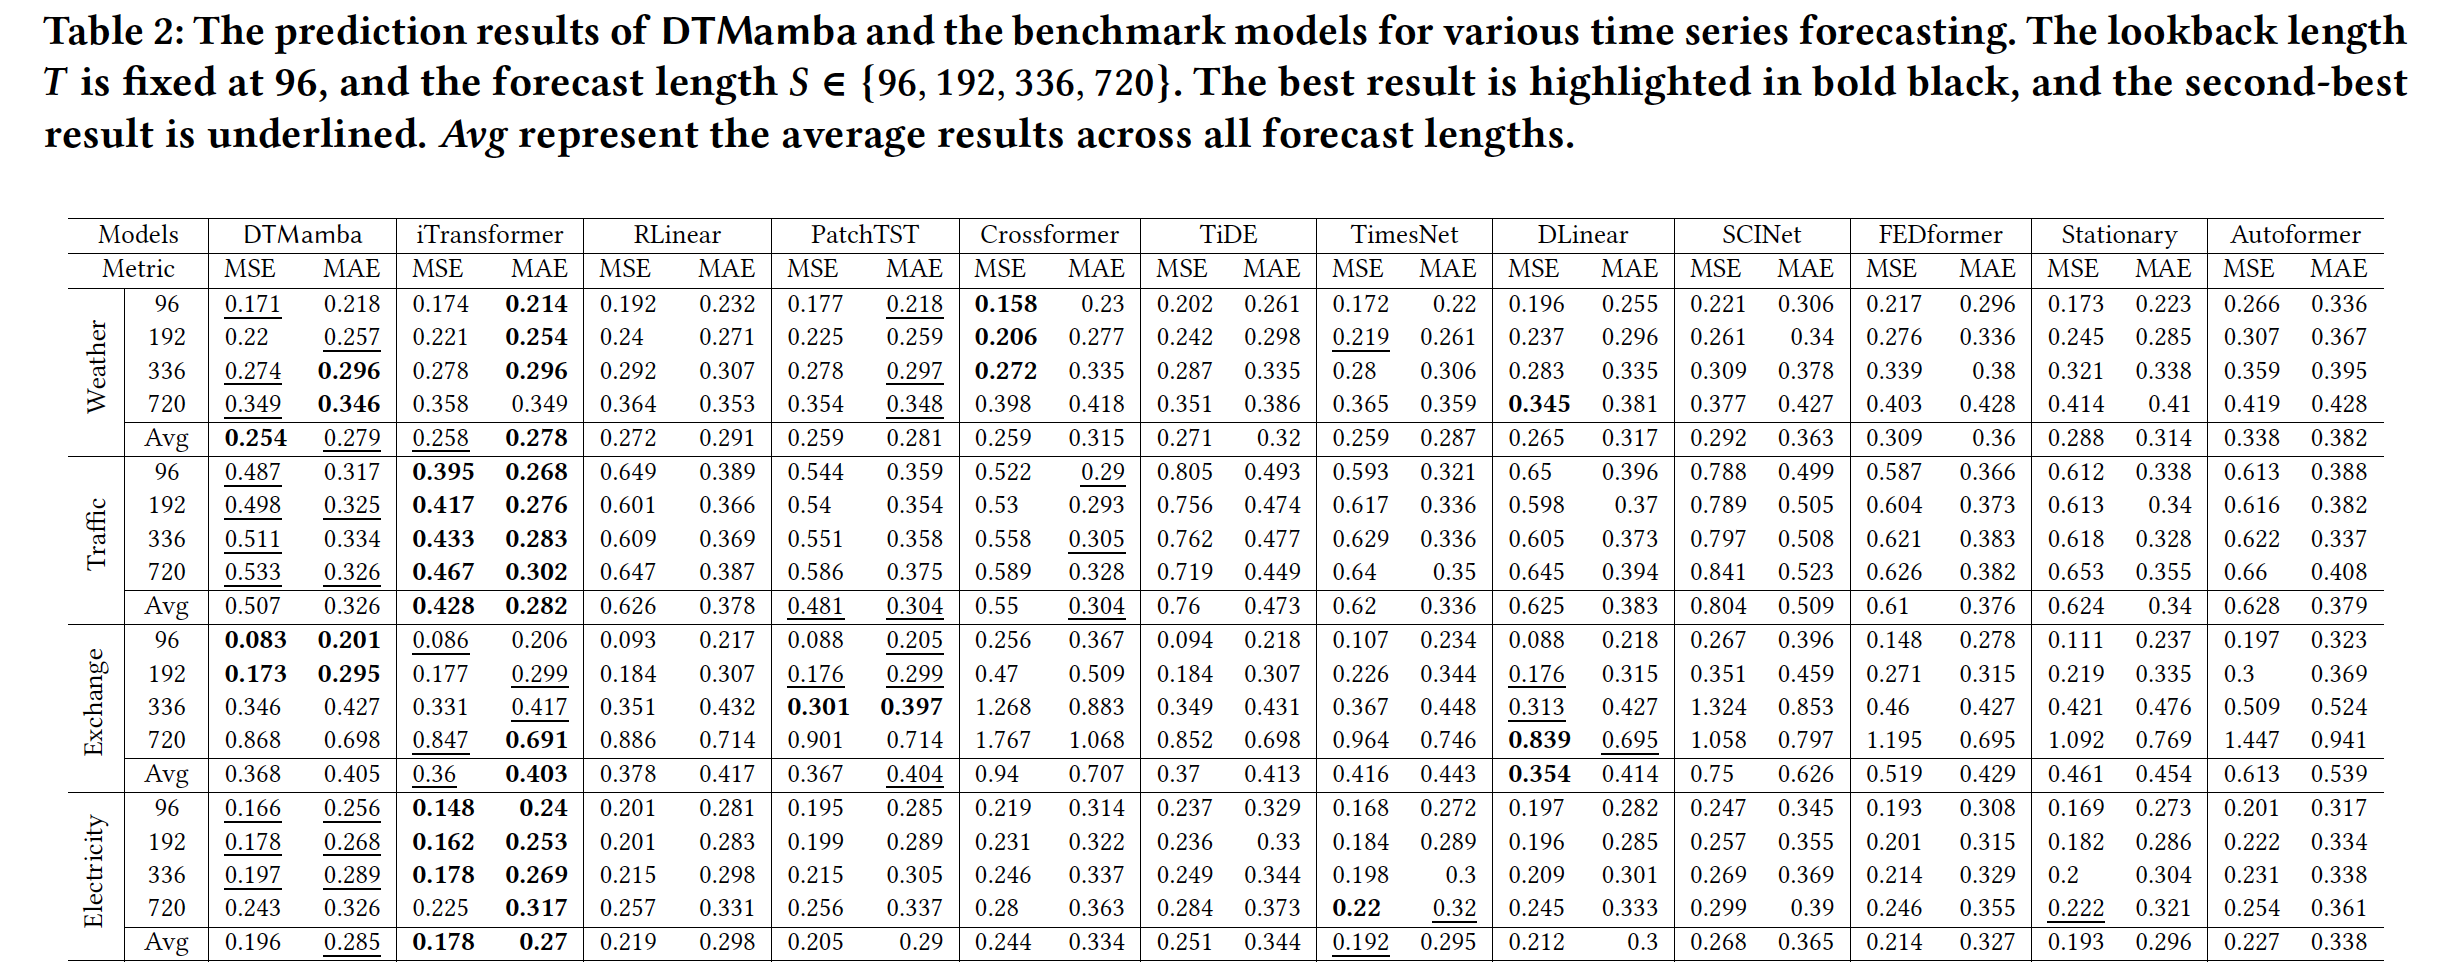 Table 2: The prediction results of DTMamba and the benchmark models for various time series forecasting. The lookback length
T is fixed at 96, and the forecast length S ∈ {96, 192, 336, 720}. The best result is highlighted in bold black, and the second-best
result is underlined. Avg represent the average results across all forecast lengths.
Models DTMamba iTransformer RLinear PatchTST Crossformer TiDE TimesNet DLinear SCINet FEDformer Stationary Autoformer
Metric MSE MAE MSE MAE MSE MAE MSE MAE MSE MAE MSE MAE MSE MAE MSE MAE MSE MAE MSE MAE MSE MAE MSE MAE
Weather
96 0.171 0.218 0.174 0.214 0.192 0.232 0.177 0.218 0.158 0.23 0.202 0.261 0.172 0.22 0.196 0.255 0.221 0.306 0.217 0.296 0.173 0.223 0.266 0.336
192 0.22 0.257 0.221 0.254 0.24 0.271 0.225 0.259 0.206 0.277 0.242 0.298 0.219 0.261 0.237 0.296 0.261 0.34 0.276 0.336 0.245 0.285 0.307 0.367
336 0.274 0.296 0.278 0.296 0.292 0.307 0.278 0.297 0.272 0.335 0.287 0.335 0.28 0.306 0.283 0.335 0.309 0.378 0.339 0.38 0.321 0.338 0.359 0.395
720 0.349 0.346 0.358 0.349 0.364 0.353 0.354 0.348 0.398 0.418 0.351 0.386 0.365 0.359 0.345 0.381 0.377 0.427 0.403 0.428 0.414 0.41 0.419 0.428
Avg 0.254 0.279 0.258 0.278 0.272 0.291 0.259 0.281 0.259 0.315 0.271 0.32 0.259 0.287 0.265 0.317 0.292 0.363 0.309 0.36 0.288 0.314 0.338 0.382
Traffic
96 0.487 0.317 0.395 0.268 0.649 0.389 0.544 0.359 0.522 0.29 0.805 0.493 0.593 0.321 0.65 0.396 0.788 0.499 0.587 0.366 0.612 0.338 0.613 0.388
192 0.498 0.325 0.417 0.276 0.601 0.366 0.54 0.354 0.53 0.293 0.756 0.474 0.617 0.336 0.598 0.37 0.789 0.505 0.604 0.373 0.613 0.34 0.616 0.382
336 0.511 0.334 0.433 0.283 0.609 0.369 0.551 0.358 0.558 0.305 0.762 0.477 0.629 0.336 0.605 0.373 0.797 0.508 0.621 0.383 0.618 0.328 0.622 0.337
720 0.533 0.326 0.467 0.302 0.647 0.387 0.586 0.375 0.589 0.328 0.719 0.449 0.64 0.35 0.645 0.394 0.841 0.523 0.626 0.382 0.653 0.355 0.66 0.408
Avg 0.507 0.326 0.428 0.282 0.626 0.378 0.481 0.304 0.55 0.304 0.76 0.473 0.62 0.336 0.625 0.383 0.804 0.509 0.61 0.376 0.624 0.34 0.628 0.379
Exchange
96 0.083 0.201 0.086 0.206 0.093 0.217 0.088 0.205 0.256 0.367 0.094 0.218 0.107 0.234 0.088 0.218 0.267 0.396 0.148 0.278 0.111 0.237 0.197 0.323
192 0.173 0.295 0.177 0.299 0.184 0.307 0.176 0.299 0.47 0.509 0.184 0.307 0.226 0.344 0.176 0.315 0.351 0.459 0.271 0.315 0.219 0.335 0.3 0.369
336 0.346 0.427 0.331 0.417 0.351 0.432 0.301 0.397 1.268 0.883 0.349 0.431 0.367 0.448 0.313 0.427 1.324 0.853 0.46 0.427 0.421 0.476 0.509 0.524
720 0.868 0.698 0.847 0.691 0.886 0.714 0.901 0.714 1.767 1.068 0.852 0.698 0.964 0.746 0.839 0.695 1.058 0.797 1.195 0.695 1.092 0.769 1.447 0.941
Avg 0.368 0.405 0.36 0.403 0.378 0.417 0.367 0.404 0.94 0.707 0.37 0.413 0.416 0.443 0.354 0.414 0.75 0.626 0.519 0.429 0.461 0.454 0.613 0.539
Electricity
96 0.166 0.256 0.148 0.24 0.201 0.281 0.195 0.285 0.219 0.314 0.237 0.329 0.168 0.272 0.197 0.282 0.247 0.345 0.193 0.308 0.169 0.273 0.201 0.317
192 0.178 0.268 0.162 0.253 0.201 0.283 0.199 0.289 0.231 0.322 0.236 0.33 0.184 0.289 0.196 0.285 0.257 0.355 0.201 0.315 0.182 0.286 0.222 0.334
336 0.197 0.289 0.178 0.269 0.215 0.298 0.215 0.305 0.246 0.337 0.249 0.344 0.198 0.3 0.209 0.301 0.269 0.369 0.214 0.329 0.2 0.304 0.231 0.338
720 0.243 0.326 0.225 0.317 0.257 0.331 0.256 0.337 0.28 0.363 0.284 0.373 0.22 0.32 0.245 0.333 0.299 0.39 0.246 0.355 0.222 0.321 0.254 0.361
Avg 0.196 0.285 0.178 0.27 0.219 0.298 0.205 0.29 0.244 0.334 0.251 0.344 0.192 0.295 0.212 0.3 0.268 0.365 0.214 0.327 0.193 0.296 0.227 0.338